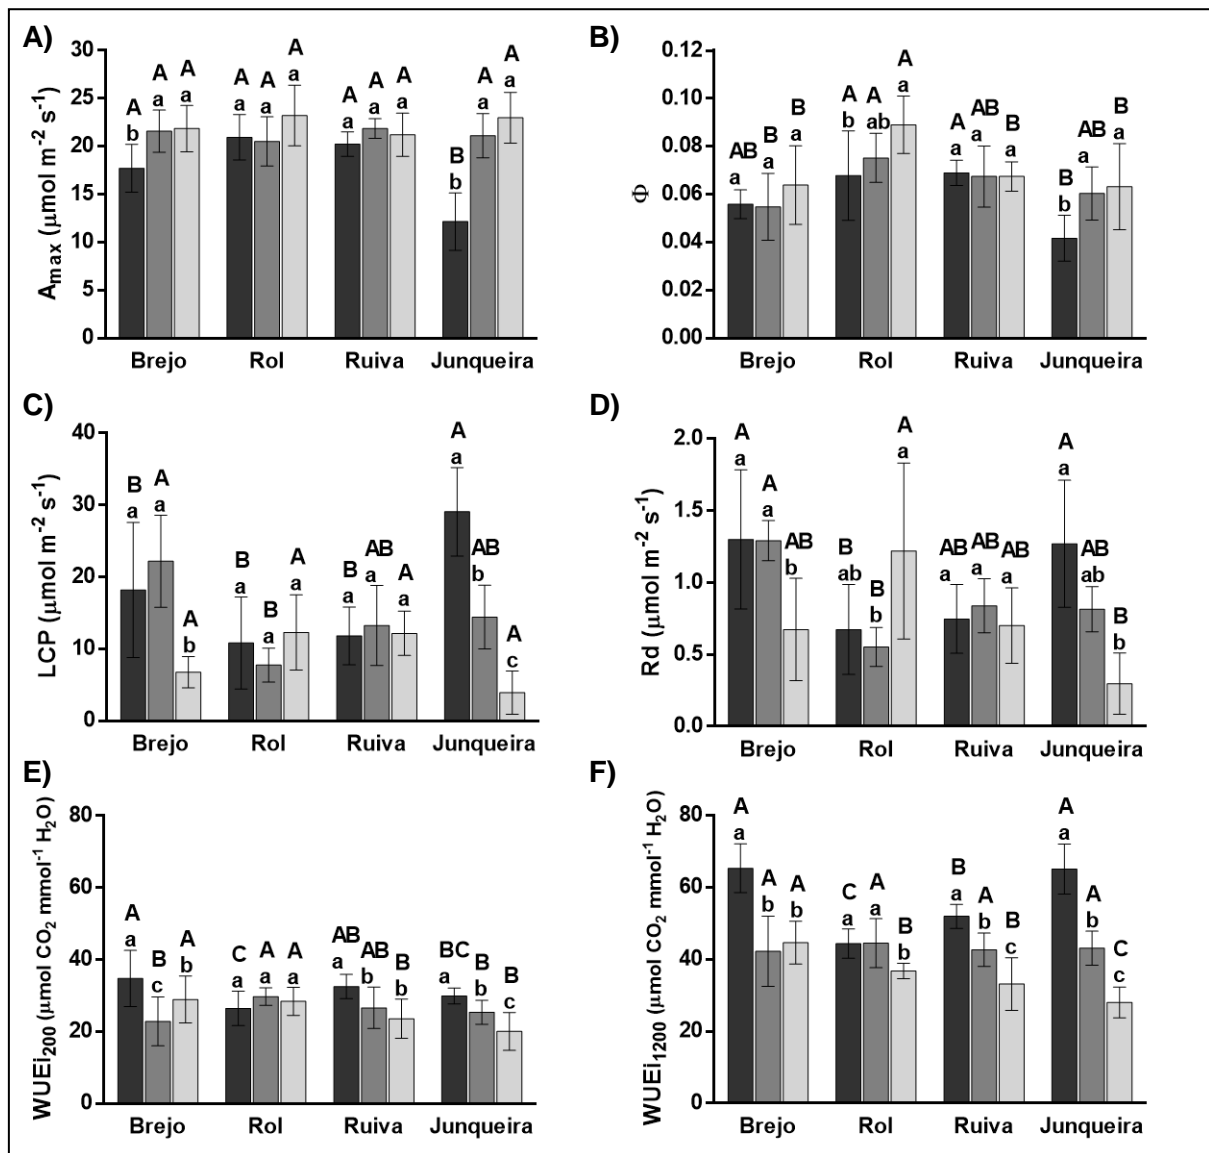 A)
A A A A A A A A A B A A
b a a a a a a a a b a a
A_max (μmol m⁻² s⁻¹)
30
25
20
15
10
5
0
Brejo Rol Ruiva Junqueira
B)
AB B B A A A A AB B B AB B
a a a b ab a a a a b a a
Φ
0.12
0.10
0.08
0.06
0.04
0.02
0.00
Brejo Rol Ruiva Junqueira
C)
B A A B B A B AB A A AB A
a a b a a a a a a a b c
LCP (μmol m⁻² s⁻¹)
40
30
20
10
0
Brejo Rol Ruiva Junqueira
D)
A A AB B B A AB AB AB A AB B
a a b ab b a a a a a ab b
Rd (μmol m⁻² s⁻¹)
2.0
1.5
1.0
0.5
0.0
Brejo Rol Ruiva Junqueira
E)
A B A C A A AB AB B BC B B
a c b a a a a b b a b c
WUEi₂₀₀ (μmol CO₂ mmol⁻¹ H₂O)
80
60
40
20
0
Brejo Rol Ruiva Junqueira
F)
A A A C A B B A B A A C
a b b a a b a b c a b c
WUEi₁₂₀₀ (μmol CO₂ mmol⁻¹ H₂O)
80
60
40
20
0
Brejo Rol Ruiva Junqueira